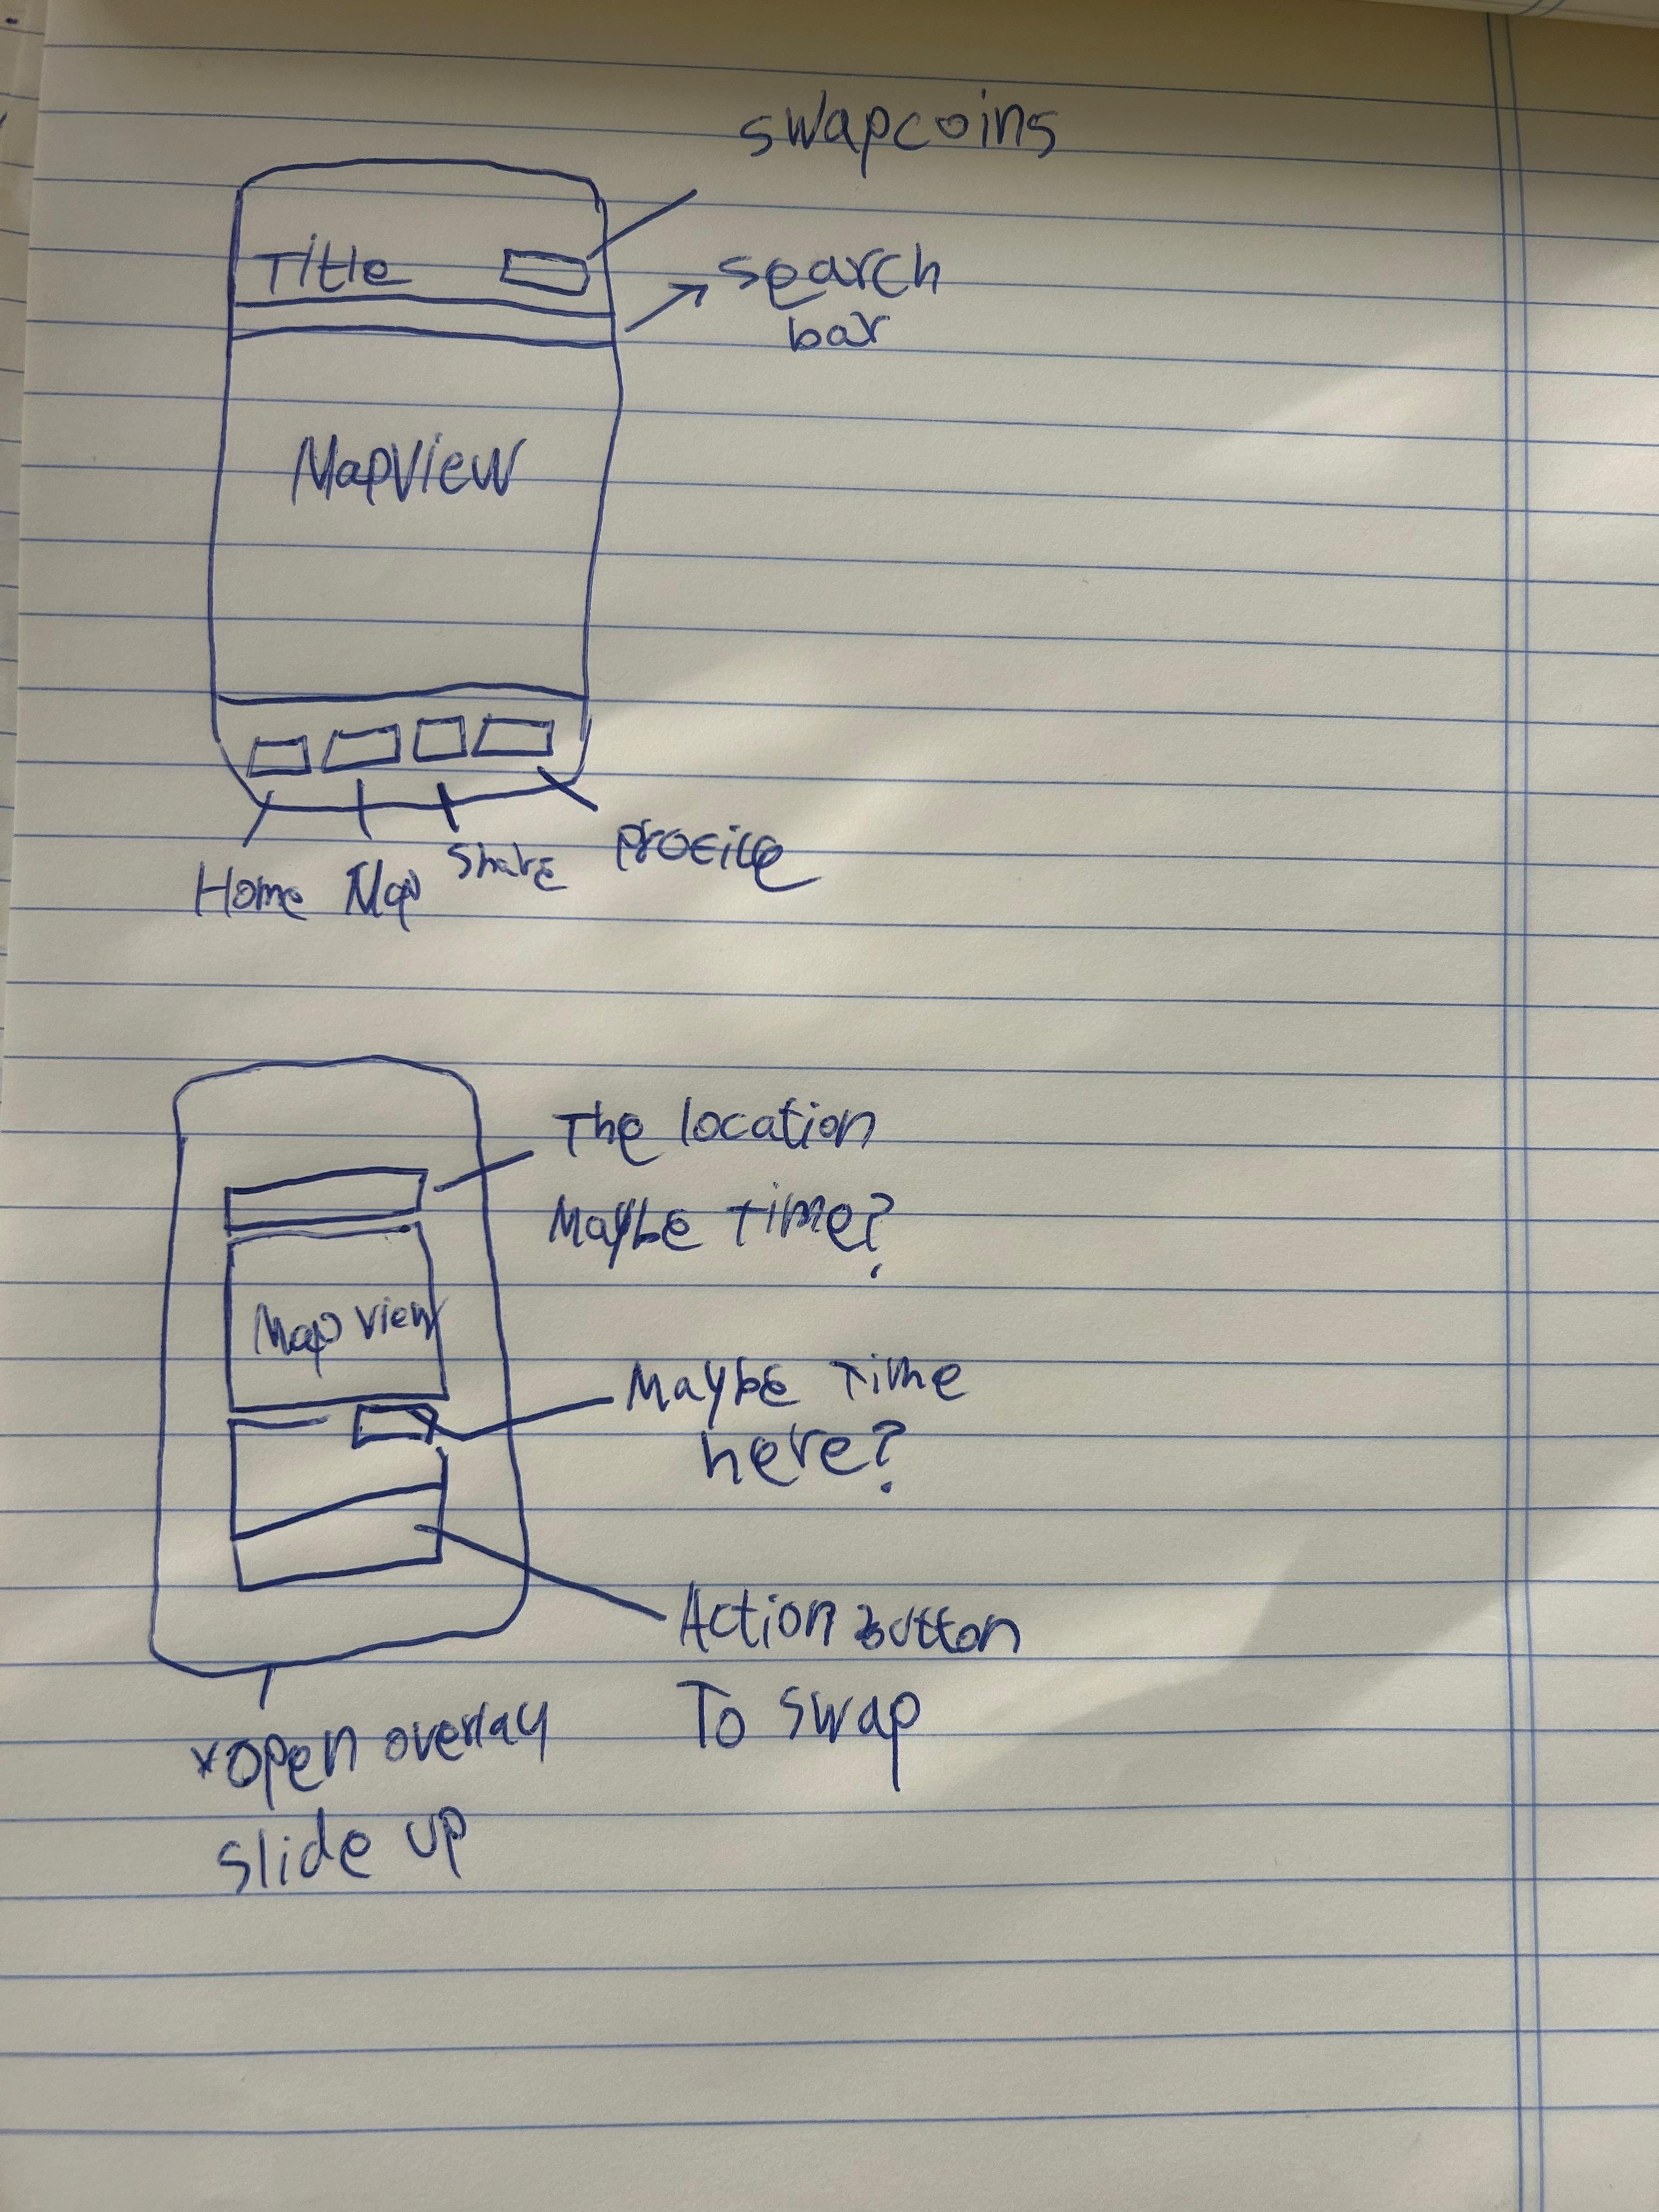 swapcoins
Title
search
bar
MapView
Home Map Share Profile
The location
Maybe Time?
Map View
Maybe Time
here?
Action Button
To swap
*open overlay
slide up